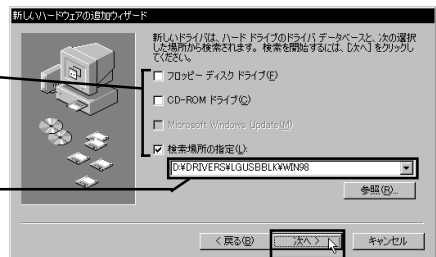 新しいハードウェアの追加ウィザード
新しいドライバは、ハード ドライブのドライバ データベースと、次の選択
した場所から検索されます。検索を開始するには、[次へ] をクリックし
てください。
フロッピー ディスク ドライブ(F)
CD-ROM ドライブ(C)
Microsoft Windows Update(M)
検索場所の指定(L):
D:¥DRIVERS¥LGUSBBLK¥WIN98
参照(R)...
< 戻る(B)
次へ >
キャンセル